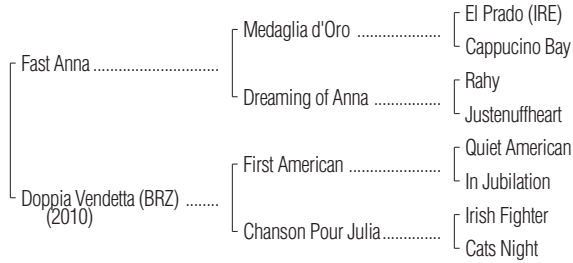 El Prado (IRE)
Medaglia d'Oro ....................
Cappucino Bay
Fast Anna ..............................
Rahy
Dreaming of Anna ................
Justenuffheart
Quiet American
First American ......................
In Jubilation
Doppia Vendetta (BRZ) ........
(2010)
Irish Fighter
Chanson Pour Julia ..............
Cats Night